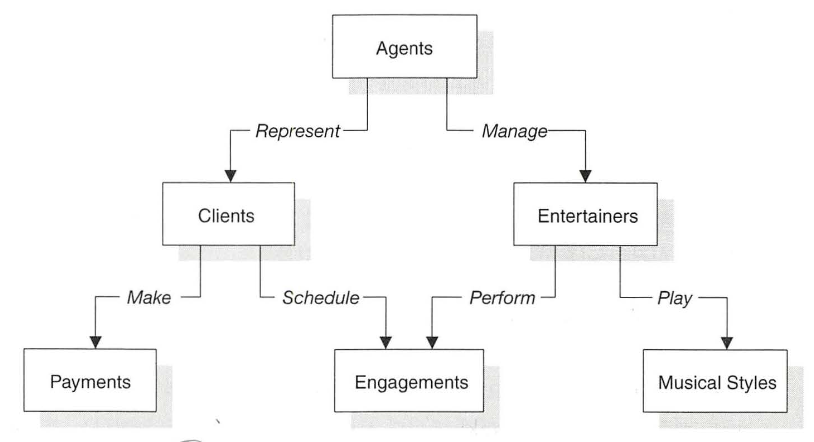 Agents
Represent
Manage
Clients
Entertainers
Make
Schedule
Perform
Play
Payments
Engagements
Musical Styles